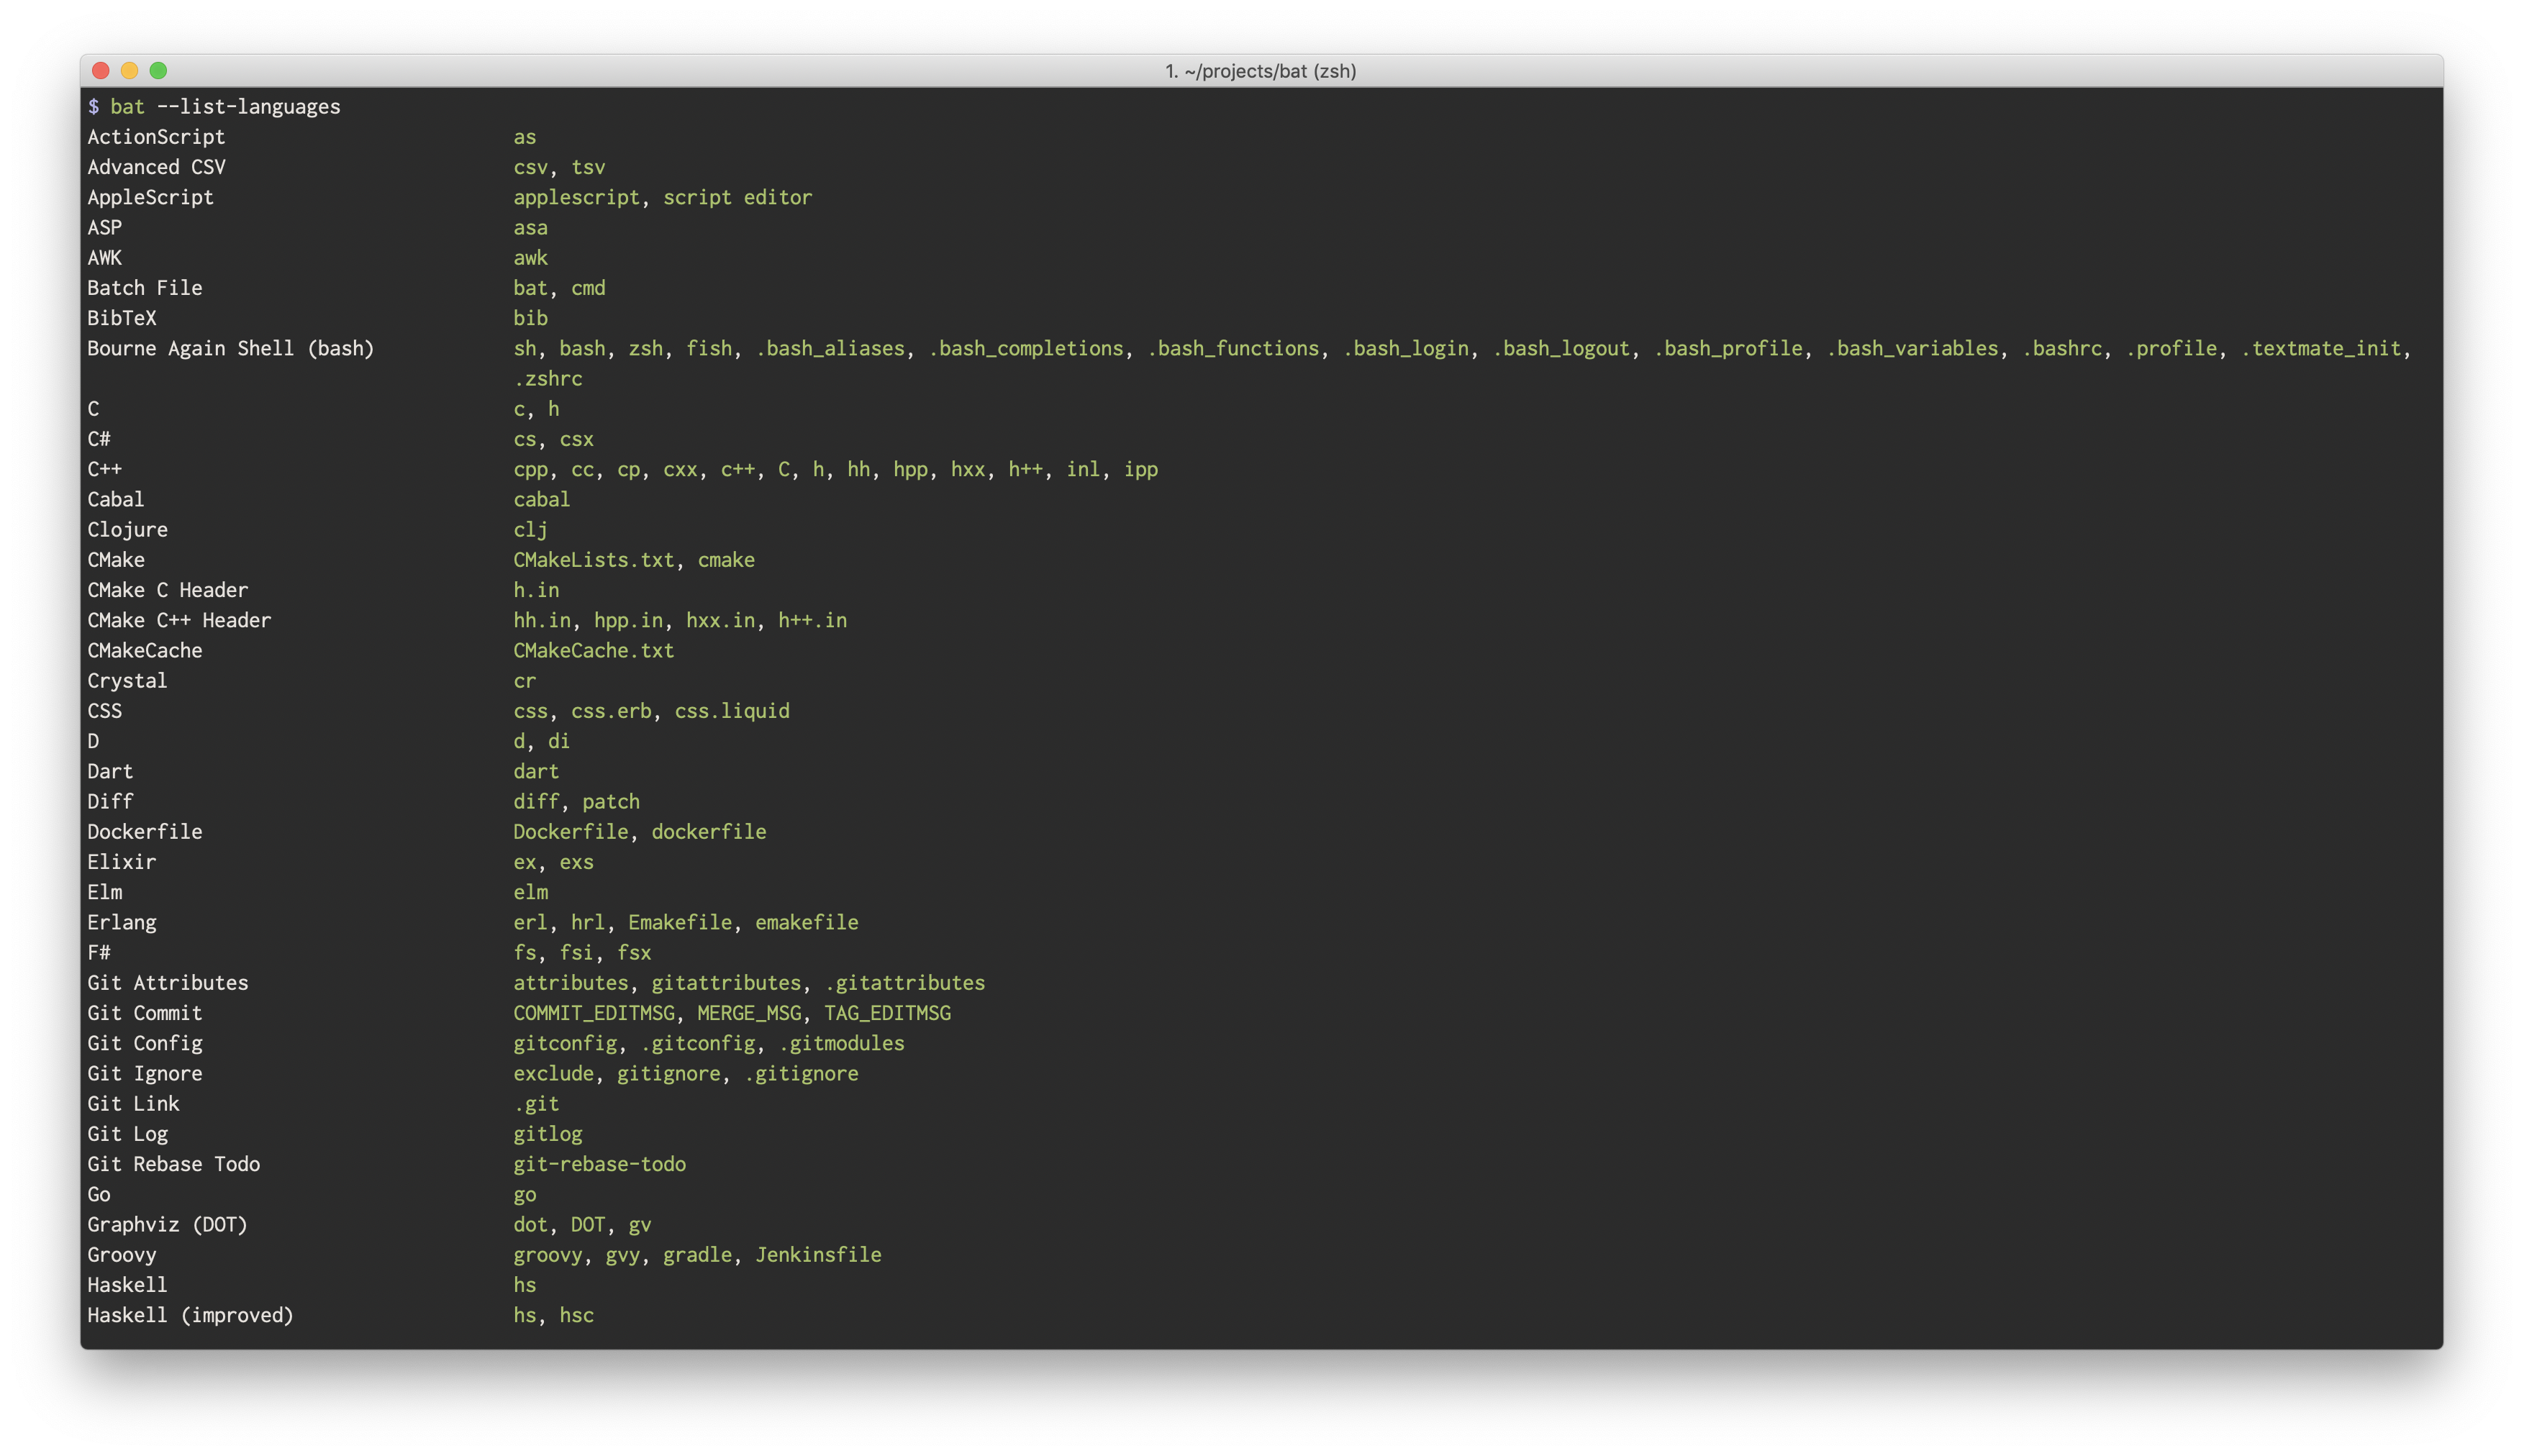 1. ~/projects/bat (zsh)
$ bat --list-languages
ActionScript as
Advanced CSV csv, tsv
AppleScript applescript, script editor
ASP asa
AWK awk
Batch File bat, cmd
BibTeX bib
Bourne Again Shell (bash) sh, bash, zsh, fish, .bash_aliases, .bash_completions, .bash_functions, .bash_login, .bash_logout, .bash_profile, .bash_variables, .bashrc, .profile, .textmate_init,
.zshrc
C c, h
C# cs, csx
C++ cpp, cc, cp, cxx, c++, C, h, hh, hpp, hxx, h++, inl, ipp
Cabal cabal
Clojure clj
CMake CMakeLists.txt, cmake
CMake C Header h.in
CMake C++ Header hh.in, hpp.in, hxx.in, h++.in
CMakeCache CMakeCache.txt
Crystal cr
CSS css, css.erb, css.liquid
D d, di
Dart dart
Diff diff, patch
Dockerfile Dockerfile, dockerfile
Elixir ex, exs
Elm elm
Erlang erl, hrl, Emakefile, emakefile
F# fs, fsi, fsx
Git Attributes attributes, gitattributes, .gitattributes
Git Commit COMMIT_EDITMSG, MERGE_MSG, TAG_EDITMSG
Git Config gitconfig, .gitconfig, .gitmodules
Git Ignore exclude, gitignore, .gitignore
Git Link .git
Git Log gitlog
Git Rebase Todo git-rebase-todo
Go go
Graphviz (DOT) dot, DOT, gv
Groovy groovy, gvy, gradle, Jenkinsfile
Haskell hs
Haskell (improved) hs, hsc